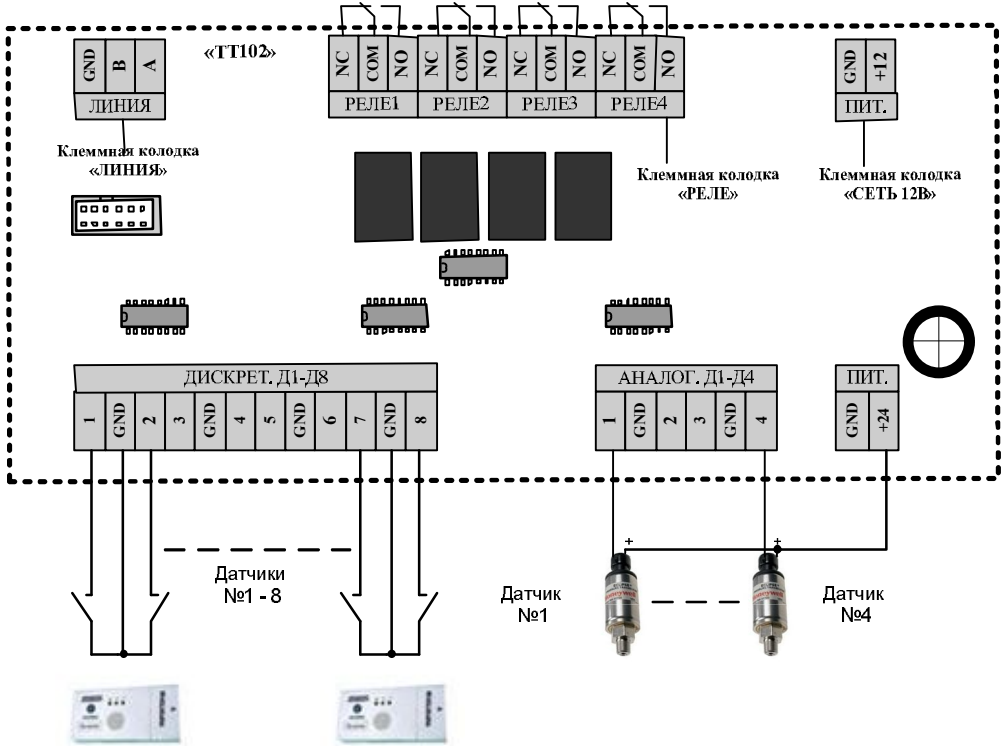 «ТТ102»
GND B A
ЛИНИЯ
Клеммная колодка
«ЛИНИЯ»
NC COM NO NC COM NO NC COM NO NC COM NO
РЕЛЕ1 РЕЛЕ2 РЕЛЕ3 РЕЛЕ4
Клеммная колодка
«РЕЛЕ»
GND +12
ПИТ.
Клеммная колодка
«СЕТЬ 12В»
ДИСКРЕТ. Д1-Д8
1 GND 2 3 GND 4 5 GND 6 7 GND 8
АНАЛОГ. Д1-Д4
1 GND 2 3 GND 4
ПИТ.
GND +24
Датчики
№1 - 8
+
+
Датчик
№1
Датчик
№4